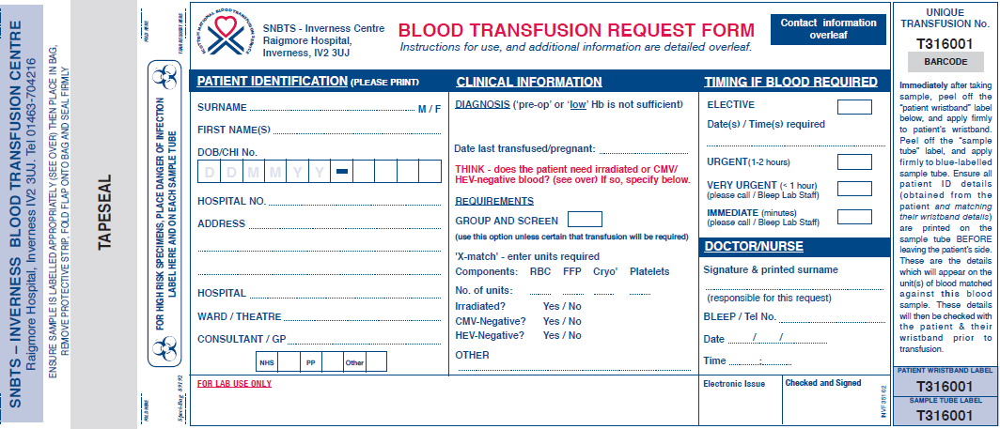 SNBTS – INVERNESS BLOOD TRANSFUSION CENTRE
Raigmore Hospital, Inverness IV2 3UJ. Tel 01463-704216
ENSURE SAMPLE IS LABELLED APPROPRIATELY (SEE OVER) THEN PLACE IN BAG,
REMOVE PROTECTIVE STRIP, FOLD FLAP ONTO BAG AND SEAL FIRMLY
TAPESEAL
FOLD HERE
TEAR REQUEST HERE
FOR HIGH RISK SPECIMENS, PLACE DANGER OF INFECTION
LABEL HERE AND ON EACH SAMPLE TUBE
FOLD HERE
Speci-Bag 89192
SNBTS - Inverness Centre
Raigmore Hospital,
Inverness, IV2 3UJ
BLOOD TRANSFUSION REQUEST FORM
Instructions for use, and additional information are detailed overleaf.
Contact information
overleaf
PATIENT IDENTIFICATION (PLEASE PRINT)
SURNAME M / F
FIRST NAME(S)
DOB/CHI No.
D D M M Y Y -
HOSPITAL NO.
ADDRESS
HOSPITAL
WARD / THEATRE
CONSULTANT / GP
NHS PP Other
CLINICAL INFORMATION
DIAGNOSIS ('pre-op' or 'low' Hb is not sufficient)
Date last transfused/pregnant:
THINK - does the patient need irradiated or CMV/
HEV-negative blood? (see over) If so, specify below.
REQUIREMENTS
GROUP AND SCREEN
(use this option unless certain that transfusion will be required)
'X-match' - enter units required
Components: RBC FFP Cryo' Platelets
No. of units:
Irradiated? Yes / No
CMV-Negative? Yes / No
HEV-Negative? Yes / No
OTHER
TIMING IF BLOOD REQUIRED
ELECTIVE
Date(s) / Time(s) required
URGENT(1-2 hours)
VERY URGENT (< 1 hour)
(please call / Bleep Lab Staff)
IMMEDIATE (minutes)
(please call / Bleep Lab Staff)
DOCTOR/NURSE
Signature & printed surname
(responsible for this request)
BLEEP / Tel No.
Date / /
Time :
FOR LAB USE ONLY
Electronic Issue
Checked and Signed
INVF 351 02
UNIQUE
TRANSFUSION No.
T316001
BARCODE
Immediately after taking
sample, peel off the
"patient wristband" label
below, and apply firmly
to patient's wristband.
Peel off the "sample
tube" label, and apply
firmly to blue-labelled
sample tube. Ensure all
patient ID details
(obtained from the
patient and matching
their wristband details)
are printed on the
sample tube BEFORE
leaving the patient's side.
These are the details
which will appear on the
unit(s) of blood matched
against this blood
sample. These details
will then be checked with
the patient & their
wristband prior to
transfusion.
PATIENT WRISTBAND LABEL
T316001
SAMPLE TUBE LABEL
T316001